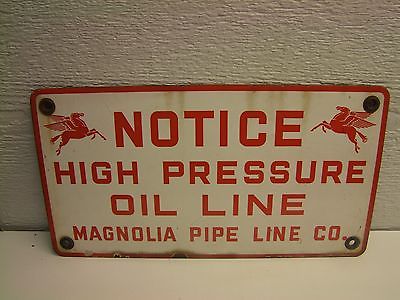 NOTICE
HIGH PRESSURE
OIL LINE
MAGNOLIA PIPE LINE CO.